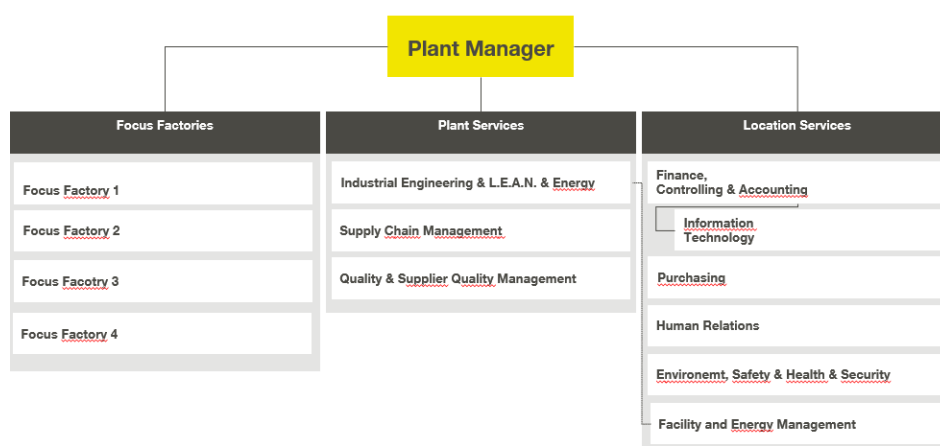 Plant Manager
Focus Factories
Focus Factory 1
Focus Factory 2
Focus Facotry 3
Focus Factory 4
Plant Services
Industrial Engineering & L.E.A.N. & Energy
Supply Chain Management
Quality & Supplier Quality Management
Location Services
Finance,
Controlling & Accounting
Information
Technology
Purchasing
Human Relations
Environemt, Safety & Health & Security
Facility and Energy Management